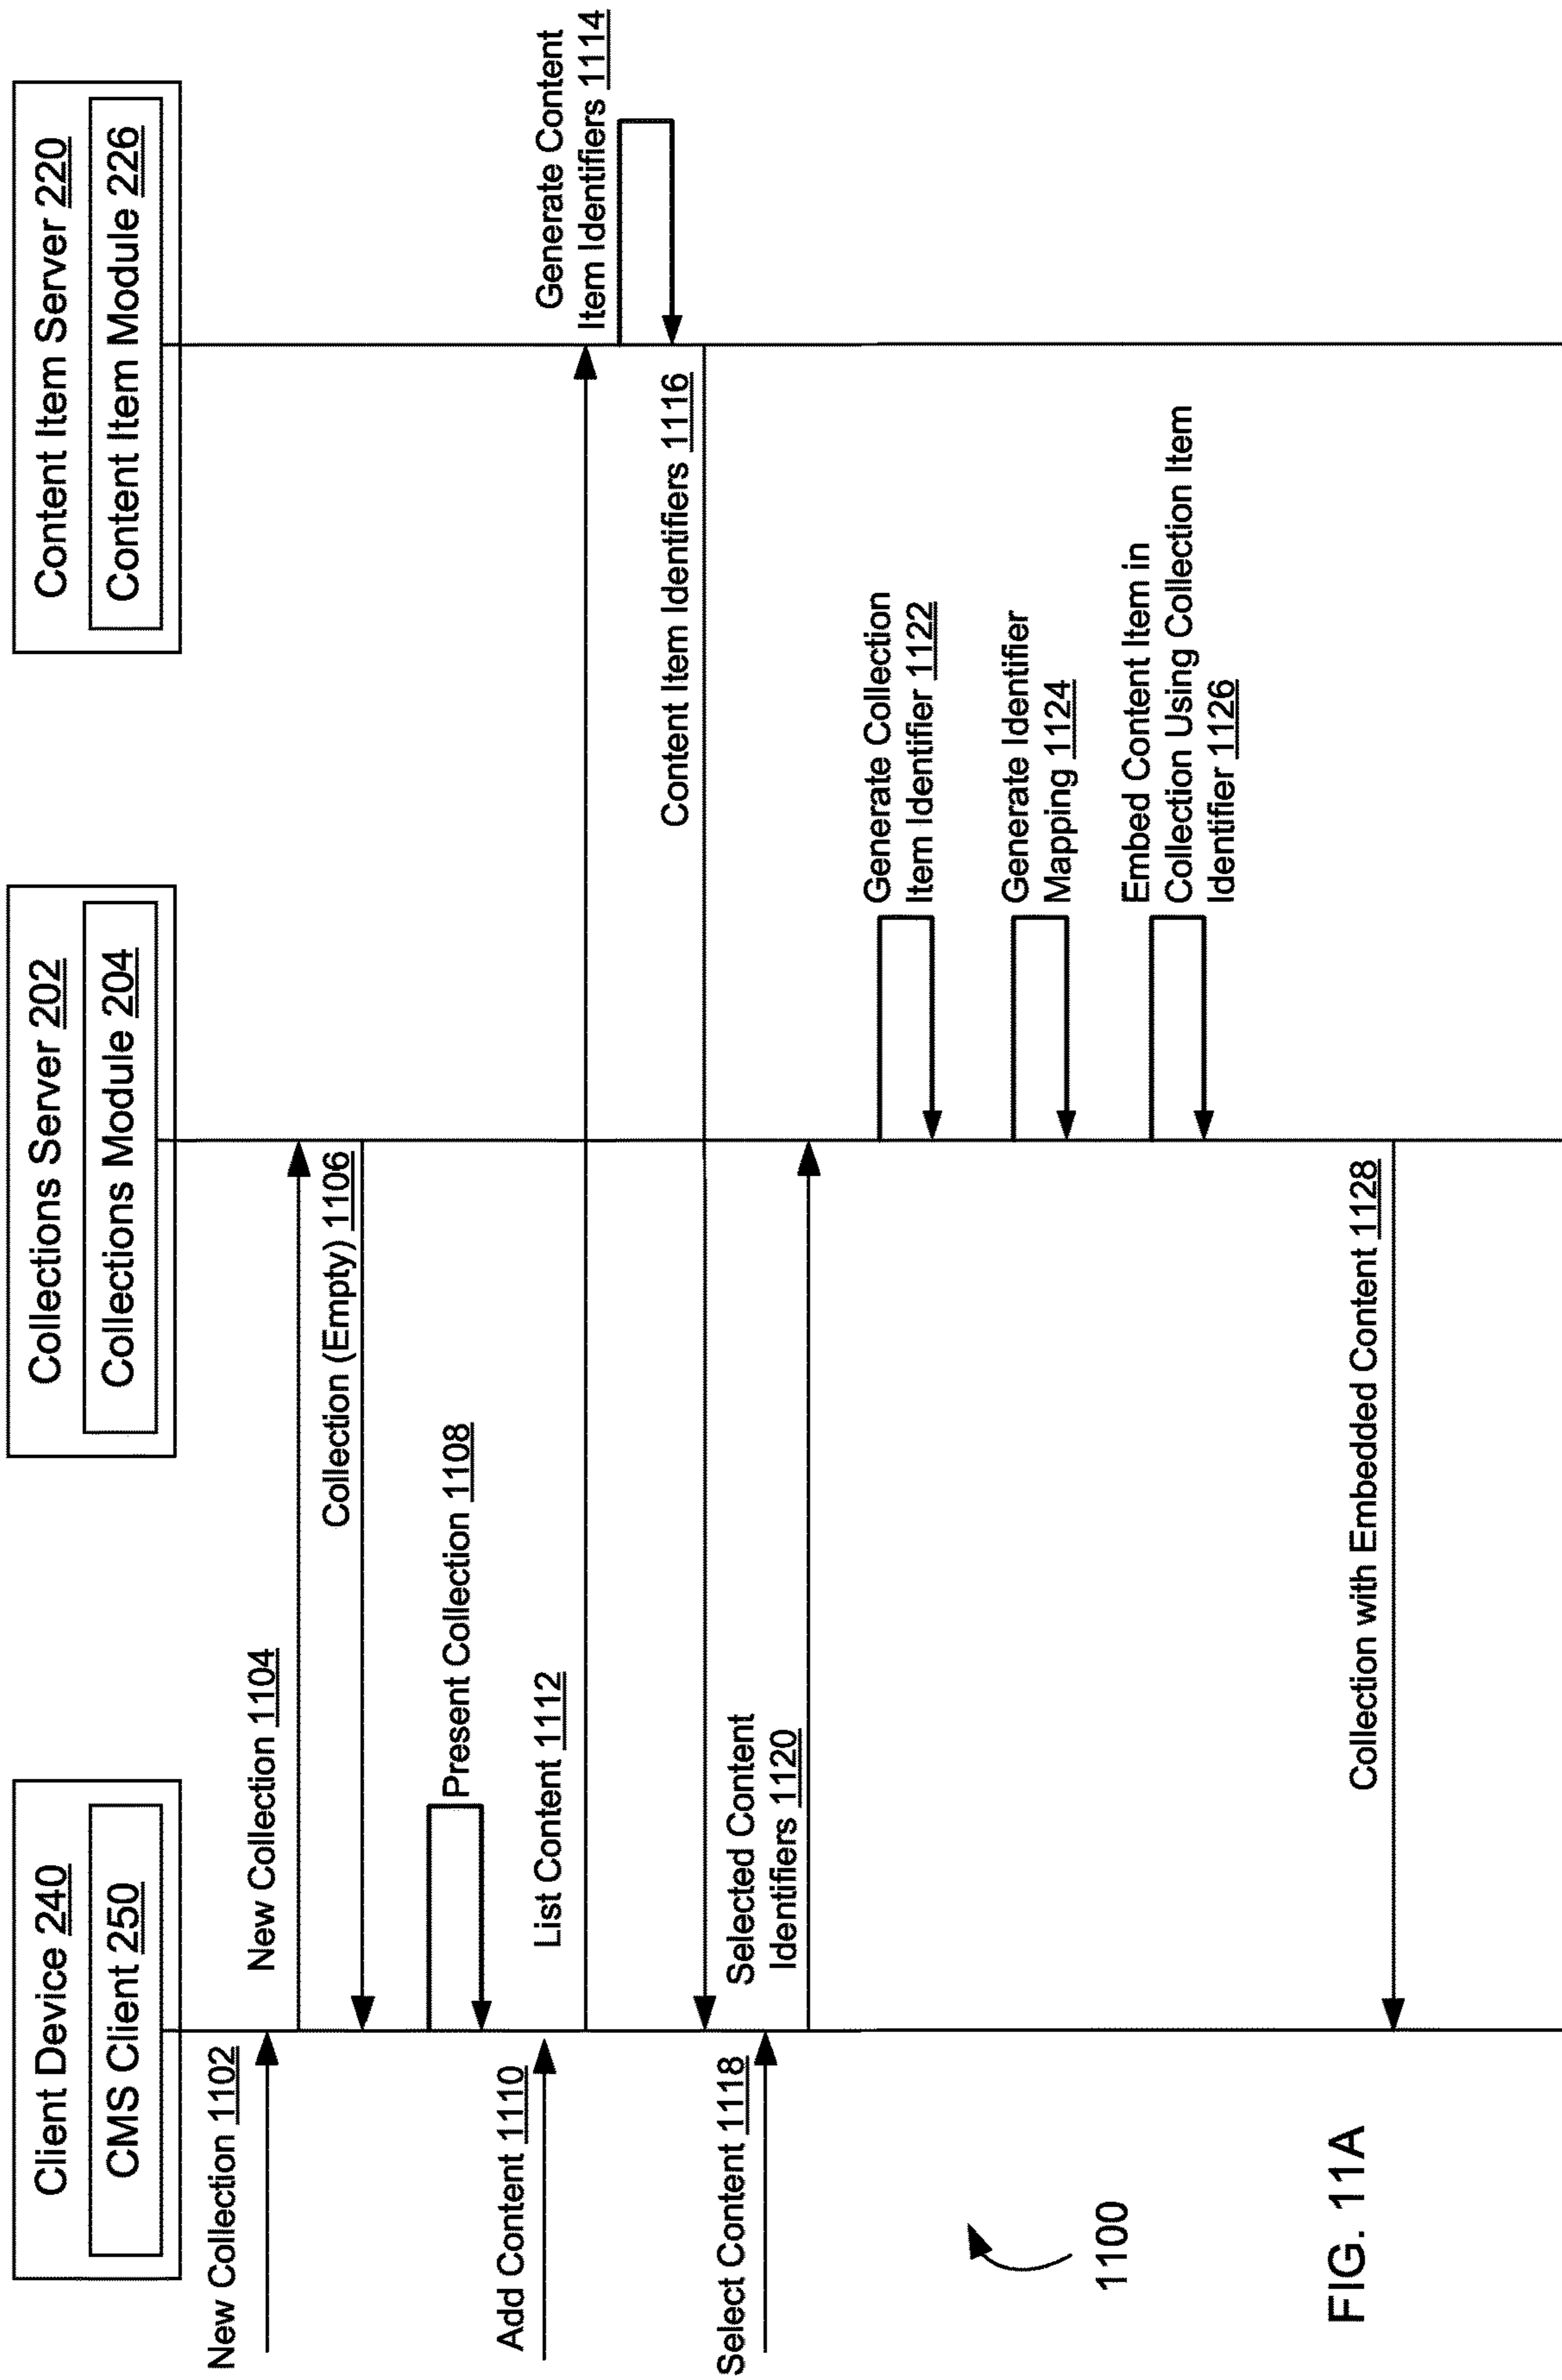 Client Device 240
CMS Client 250
Collections Server 202
Collections Module 204
Content Item Server 220
Content Item Module 226
New Collection 1102
New Collection 1104
Collection (Empty) 1106
Present Collection 1108
Add Content 1110
List Content 1112
Generate Content
Item Identifiers 1114
Content Item Identifiers 1116
Select Content 1118
Selected Content
Identifiers 1120
Generate Collection
Item Identifier 1122
Generate Identifier
Mapping 1124
Embed Content Item in
Collection Using Collection Item
Identifier 1126
Collection with Embedded Content 1128
1100
FIG. 11A